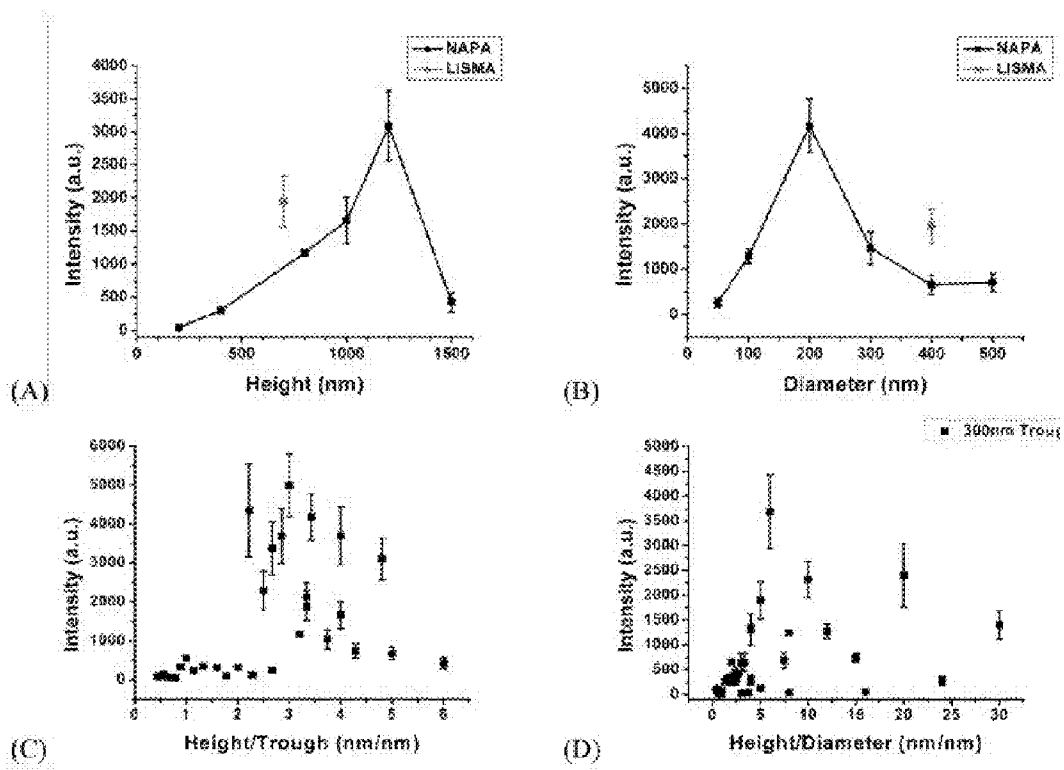 NAPA
LISMA
4000
3500
3000
2500
2000
1500
1000
500
0
Intensity (a.u.)
0 500 1000 1500
Height (nm)
(A)
NAPA
LISMA
5000
4000
3000
2000
1000
0
Intensity (a.u.)
0 100 200 300 400 500
Diameter (nm)
(B)
6000
5000
4000
3000
2000
1000
0
Intensity (a.u.)
0 1 2 3 4 5 6
Height/Trough (nm/nm)
(C)
300nm Troug
5000
4500
4000
3500
3000
2500
2000
1500
1000
500
0
Intensity (a.u.)
0 5 10 15 20 25 30
Height/Diameter (nm/nm)
(D)